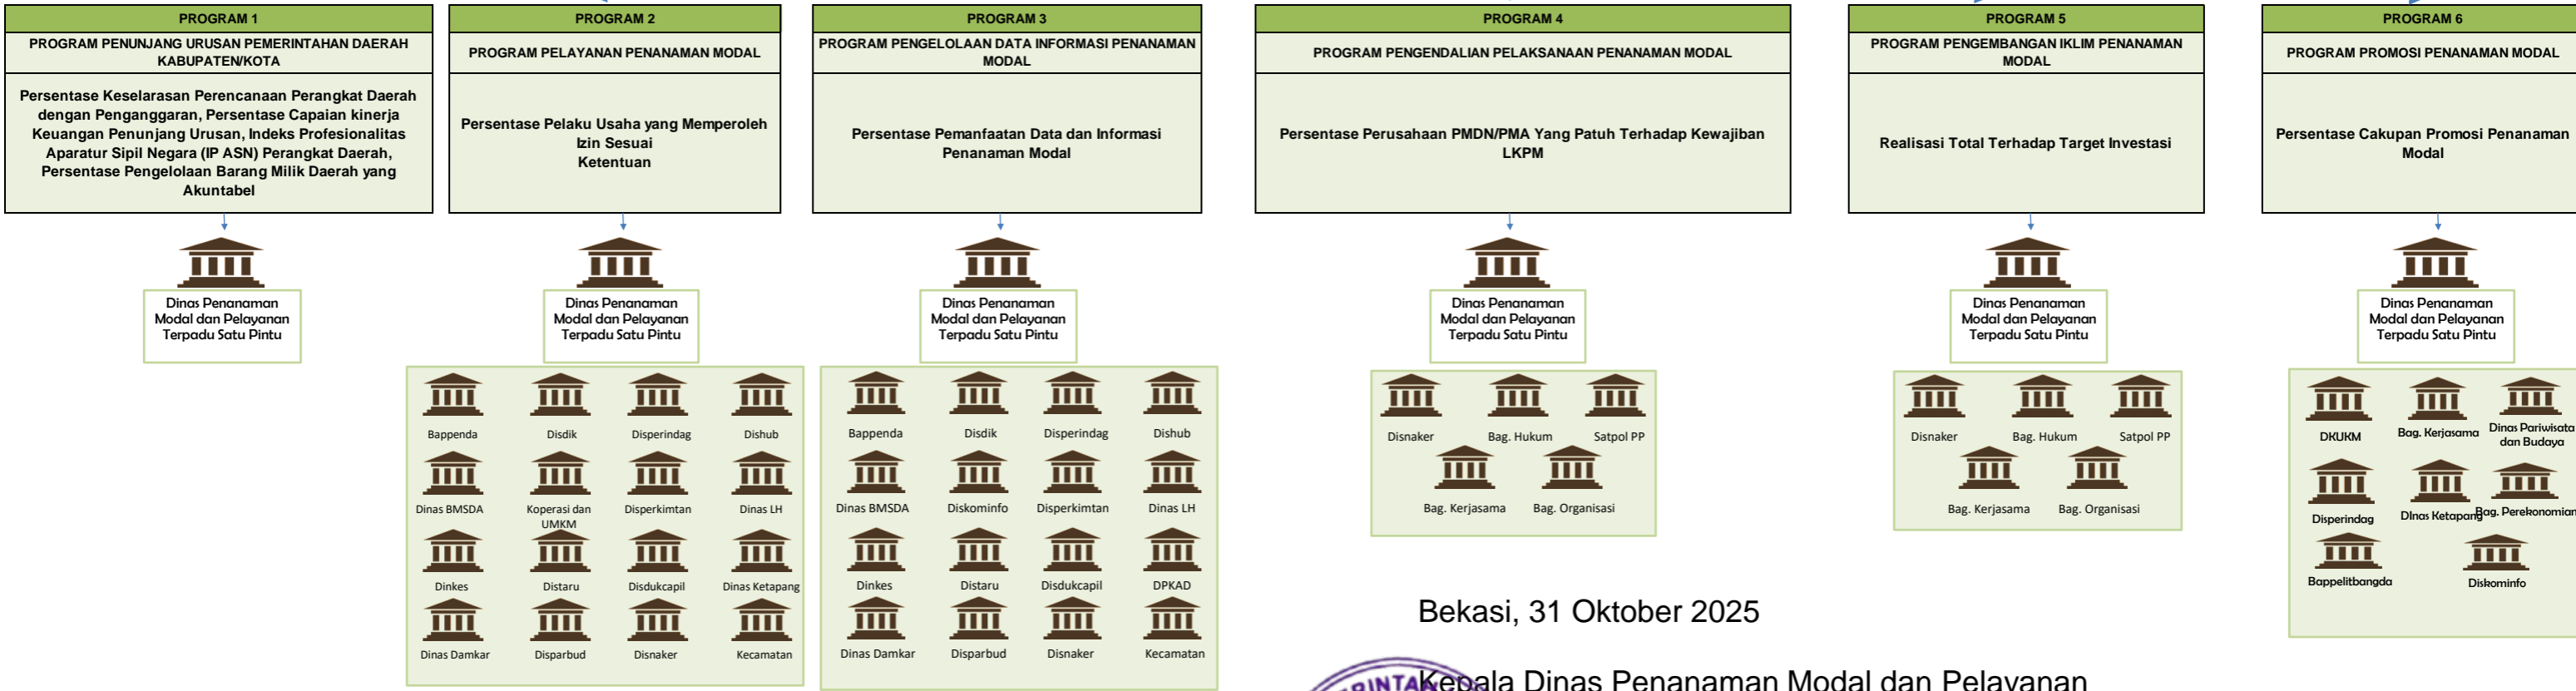 PROGRAM 1
PROGRAM PENUNJANG URUSAN PEMERINTAHAN DAERAH
KABUPATEN/KOTA
Persentase Keselarasan Perencanaan Perangkat Daerah
dengan Penganggaran, Persentase Capaian kinerja
Keuangan Penunjang Urusan, Indeks Profesionalitas
Aparatur Sipil Negara (IP ASN) Perangkat Daerah,
Persentase Pengelolaan Barang Milik Daerah yang
Akuntabel
Dinas Penanaman
Modal dan Pelayanan
Terpadu Satu Pintu
PROGRAM 2
PROGRAM PELAYANAN PENANAMAN MODAL
Persentase Pelaku Usaha yang Memperoleh
Izin Sesuai
Ketentuan
Dinas Penanaman
Modal dan Pelayanan
Terpadu Satu Pintu
Bappenda Disdik Disperindag Dishub
Dinas BMSDA Koperasi dan Disperkimtan Dinas LH
UMKM
Dinkes Distaru Disdukcapil Dinas Ketapang
Dinas Damkar Disparbud Disnaker Kecamatan
PROGRAM 3
PROGRAM PENGELOLAAN DATA INFORMASI PENANAMAN
MODAL
Persentase Pemanfaatan Data dan Informasi
Penanaman Modal
Dinas Penanaman
Modal dan Pelayanan
Terpadu Satu Pintu
Bappenda Disdik Disperindag Dishub
Dinas BMSDA Diskominfo Disperkimtan Dinas LH
Dinkes Distaru Disdukcapil DPKAD
Dinas Damkar Disparbud Disnaker Kecamatan
PROGRAM 4
PROGRAM PENGENDALIAN PELAKSANAAN PENANAMAN MODAL
Persentase Perusahaan PMDN/PMA Yang Patuh Terhadap Kewajiban
LKPM
Dinas Penanaman
Modal dan Pelayanan
Terpadu Satu Pintu
Disnaker Bag. Hukum Satpol PP
Bag. Kerjasama Bag. Organisasi
PROGRAM 5
PROGRAM PENGEMBANGAN IKLIM PENANAMAN
MODAL
Realisasi Total Terhadap Target Investasi
Dinas Penanaman
Modal dan Pelayanan
Terpadu Satu Pintu
Disnaker Bag. Hukum Satpol PP
Bag. Kerjasama Bag. Organisasi
PROGRAM 6
PROGRAM PROMOSI PENANAMAN MODAL
Persentase Cakupan Promosi Penanaman
Modal
Dinas Penanaman
Modal dan Pelayanan
Terpadu Satu Pintu
DKUKM Bag. Kerjasama Dinas Pariwisata
dan Budaya
Disperindag DInas Ketapang Bag. Perekonomian
Bappelitbangda Diskominfo
Bekasi, 31 Oktober 2025
Kepala Dinas Penanaman Modal dan Pelayanan